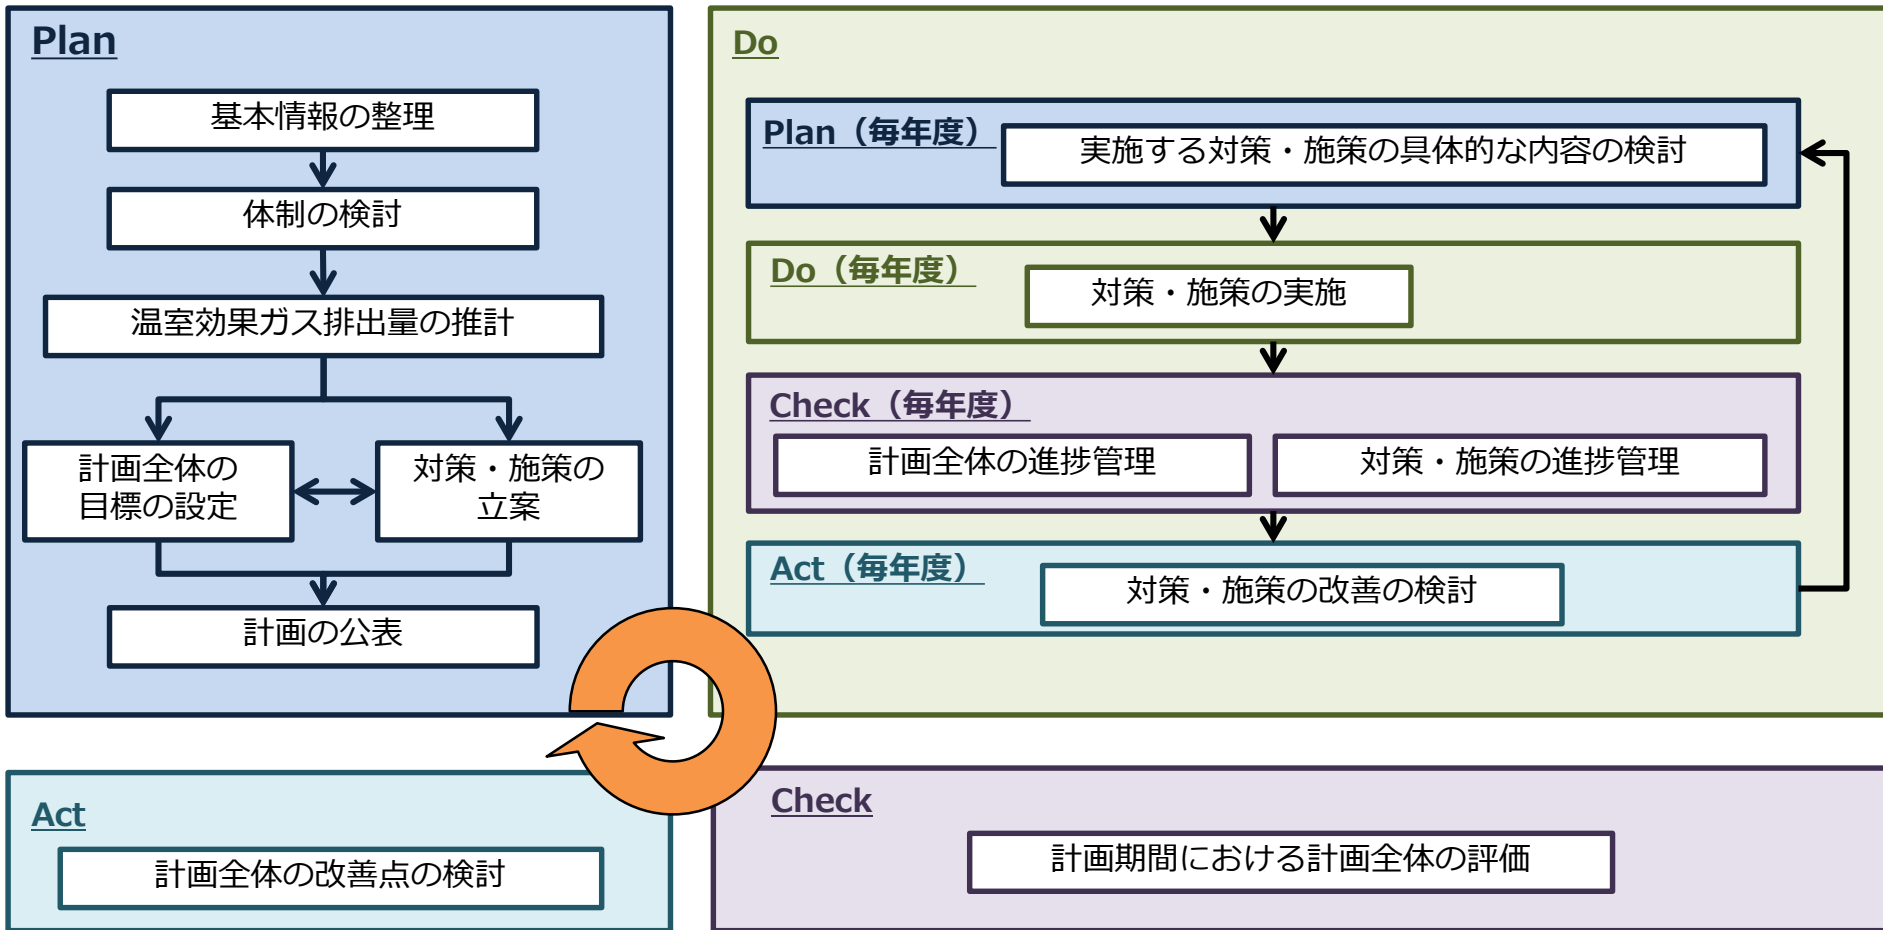 Plan
基本情報の整理
体制の検討
温室効果ガス排出量の推計
計画全体の
目標の設定
対策・施策の
立案
計画の公表
Do
Plan（毎年度）
実施する対策・施策の具体的な内容の検討
Do（毎年度）
対策・施策の実施
Check（毎年度）
計画全体の進捗管理
対策・施策の進捗管理
Act（毎年度）
対策・施策の改善の検討
Act
計画全体の改善点の検討
Check
計画期間における計画全体の評価